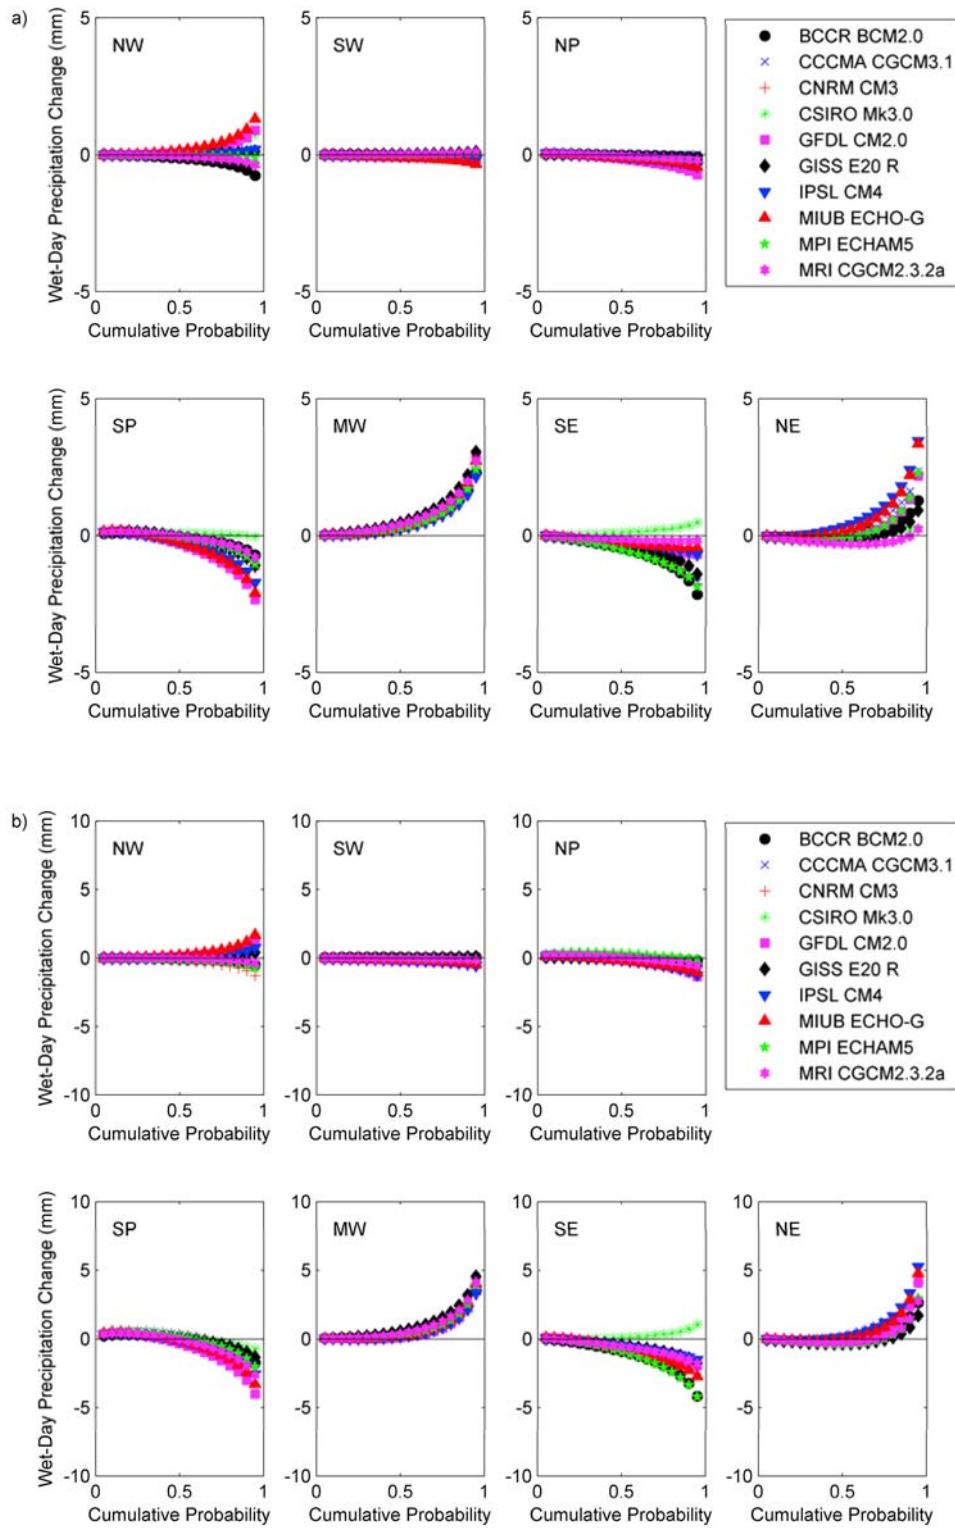 a)
NW
SW
NP
Wet-Day Precipitation Change (mm)
5
0
-5
0 0.5 1
Cumulative Probability
5
0
-5
0 0.5 1
Cumulative Probability
5
0
-5
0 0.5 1
Cumulative Probability
BCCR BCM2.0
CCCMA CGCM3.1
CNRM CM3
CSIRO Mk3.0
GFDL CM2.0
GISS E20 R
IPSL CM4
MIUB ECHO-G
MPI ECHAM5
MRI CGCM2.3.2a
SP
MW
SE
NE
Wet-Day Precipitation Change (mm)
5
0
-5
0 0.5 1
Cumulative Probability
5
0
-5
0 0.5 1
Cumulative Probability
5
0
-5
0 0.5 1
Cumulative Probability
5
0
-5
0 0.5 1
Cumulative Probability
b)
NW
SW
NP
Wet-Day Precipitation Change (mm)
10
5
0
-5
-10
0 0.5 1
Cumulative Probability
10
5
0
-5
-10
0 0.5 1
Cumulative Probability
10
5
0
-5
-10
0 0.5 1
Cumulative Probability
BCCR BCM2.0
CCCMA CGCM3.1
CNRM CM3
CSIRO Mk3.0
GFDL CM2.0
GISS E20 R
IPSL CM4
MIUB ECHO-G
MPI ECHAM5
MRI CGCM2.3.2a
SP
MW
SE
NE
Wet-Day Precipitation Change (mm)
10
5
0
-5
-10
0 0.5 1
Cumulative Probability
10
5
0
-5
-10
0 0.5 1
Cumulative Probability
10
5
0
-5
-10
0 0.5 1
Cumulative Probability
10
5
0
-5
-10
0 0.5 1
Cumulative Probability